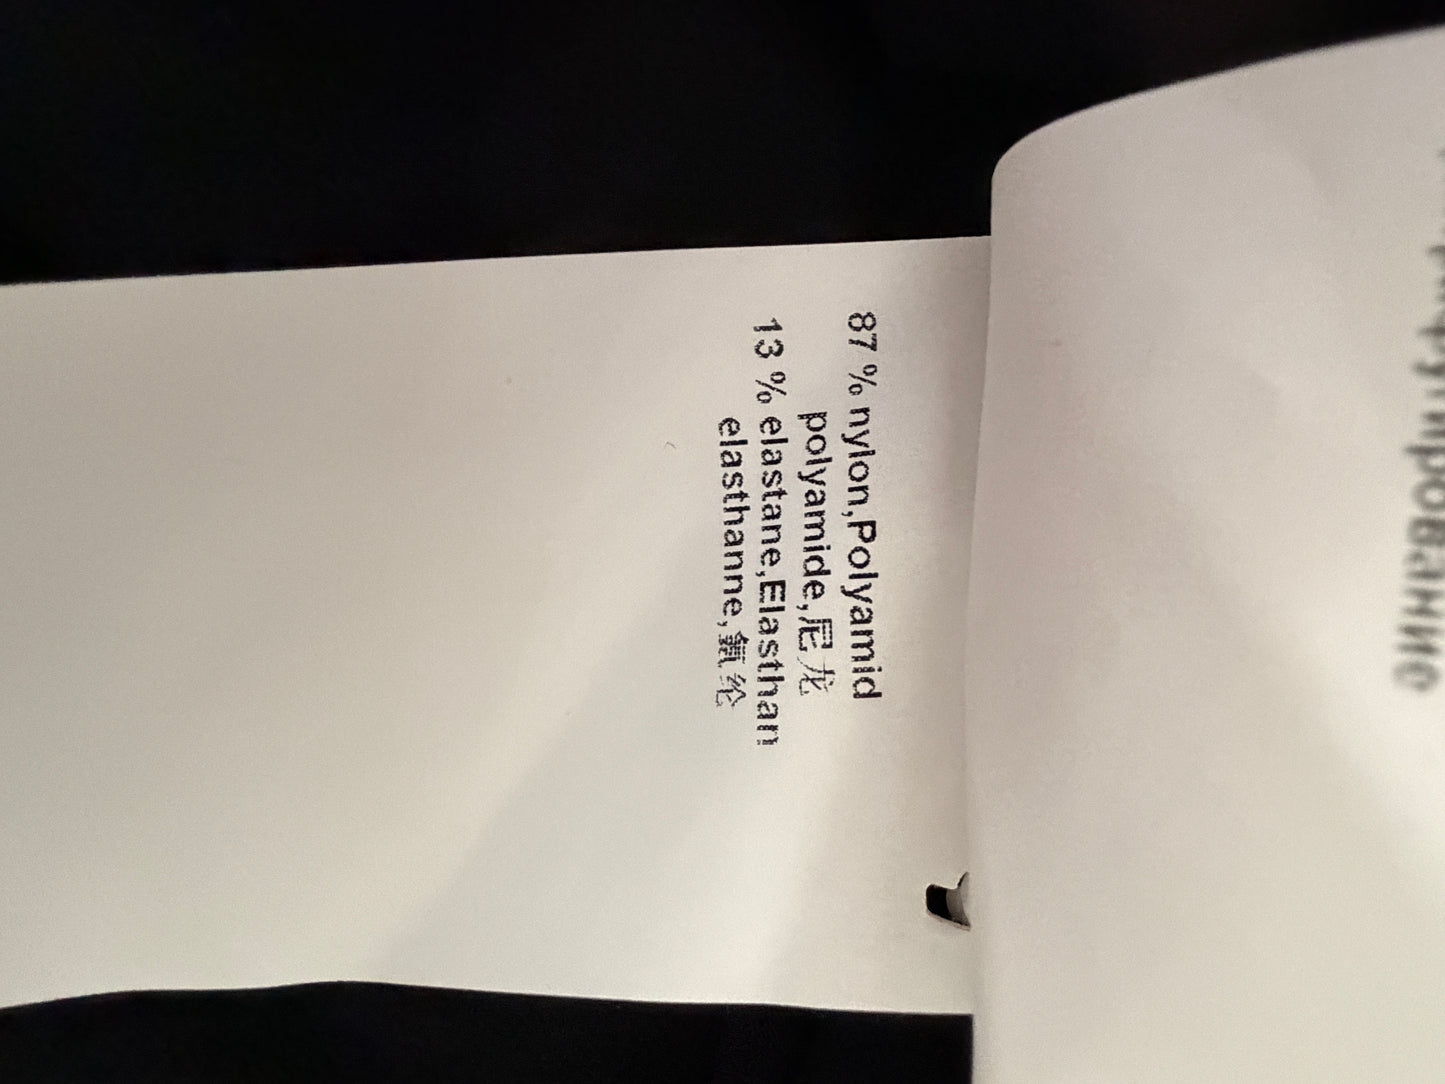 87 % nylon,Polyamid
polyamide,尼龙
13 % elastane,Elasthan
elasthanne,氨纶